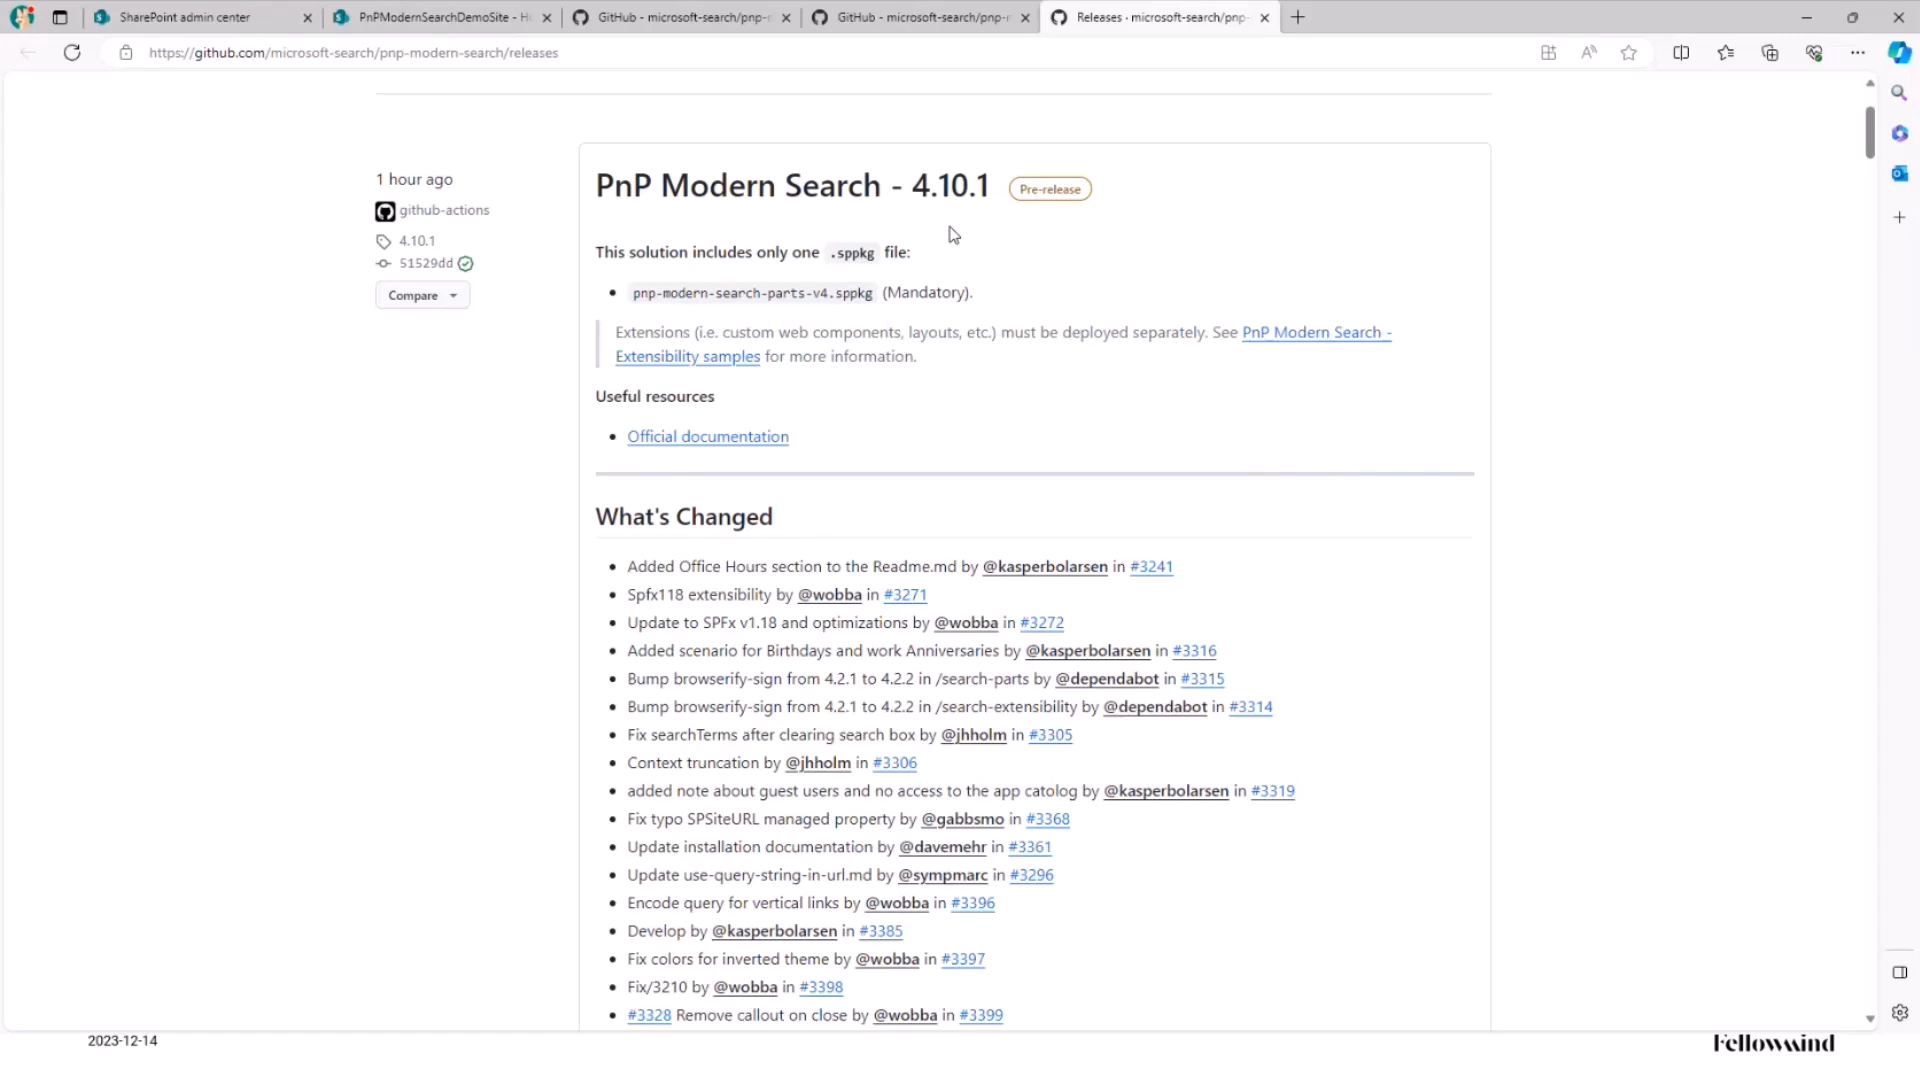 SharePoint admin center
PnPModernSearchDemoSite - H
GitHub - microsoft-search/pnp-
GitHub - microsoft-search/pnp-
Releases · microsoft-search/pnp-
https://github.com/microsoft-search/pnp-modern-search/releases
1 hour ago
github-actions
4.10.1
51529dd
Compare
PnP Modern Search - 4.10.1 Pre-release
This solution includes only one .sppkg file:
• pnp-modern-search-parts-v4.sppkg (Mandatory).
Extensions (i.e. custom web components, layouts, etc.) must be deployed separately. See PnP Modern Search -
Extensibility samples for more information.
Useful resources
• Official documentation
What's Changed
• Added Office Hours section to the Readme.md by @kasperbolarsen in #3241
• Spfx118 extensibility by @wobba in #3271
• Update to SPFx v1.18 and optimizations by @wobba in #3272
• Added scenario for Birthdays and work Anniversaries by @kasperbolarsen in #3316
• Bump browserify-sign from 4.2.1 to 4.2.2 in /search-parts by @dependabot in #3315
• Bump browserify-sign from 4.2.1 to 4.2.2 in /search-extensibility by @dependabot in #3314
• Fix searchTerms after clearing search box by @jhholm in #3305
• Context truncation by @jhholm in #3306
• added note about guest users and no access to the app catolog by @kasperbolarsen in #3319
• Fix typo SPSiteURL managed property by @gabbsmo in #3368
• Update installation documentation by @davemehr in #3361
• Update use-query-string-in-url.md by @sympmarc in #3296
• Encode query for vertical links by @wobba in #3396
• Develop by @kasperbolarsen in #3385
• Fix colors for inverted theme by @wobba in #3397
• Fix/3210 by @wobba in #3398
• #3328 Remove callout on close by @wobba in #3399
2023-12-14
Fellowmind